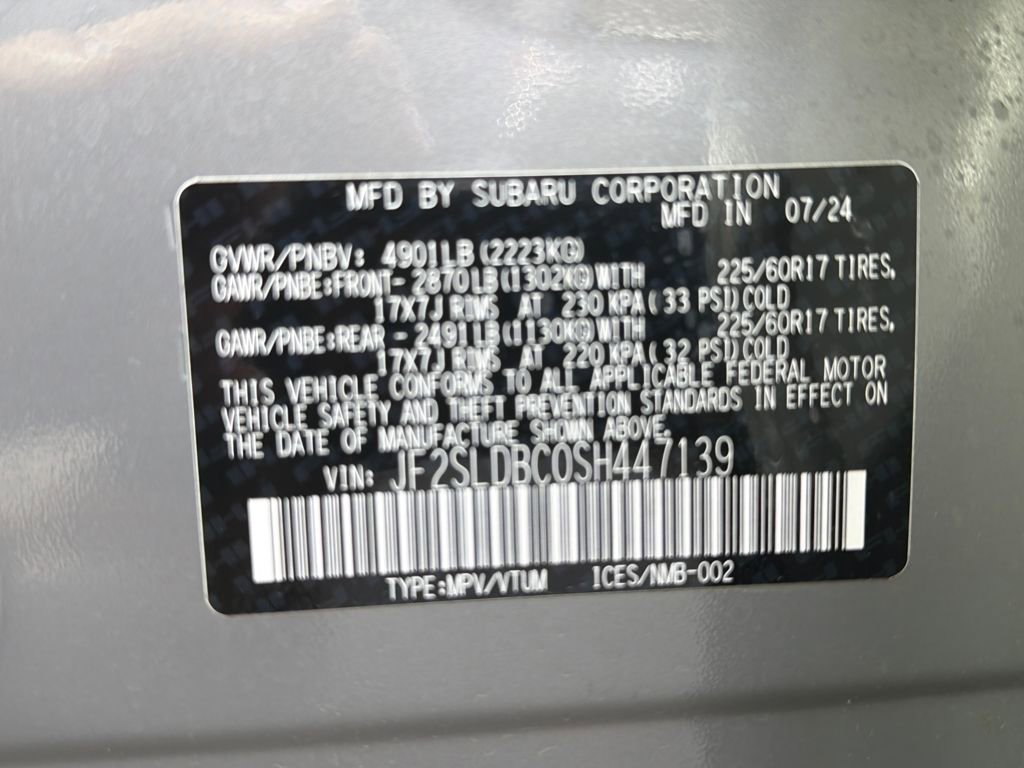 MFD BY SUBARU CORPORATION
MFD IN 07/24
GVWR/PNBV: 4901LB(2223KG)
GAWR/PNBE:FRONT- 2870LB(1302KG)WITH 225/60R17 TIRES,
17X7J RIMS AT 230 KPA( 33 PSI)COLD
GAWR/PNBE:REAR - 2491LB(1130KG)WITH 225/60R17 TIRES,
17X7J RIMS AT 220 KPA( 32 PSI)COLD
THIS VEHICLE CONFORMS TO ALL APPLICABLE FEDERAL MOTOR
VEHICLE SAFETY AND THEFT PREVENTION STANDARDS IN EFFECT ON
THE DATE OF MANUFACTURE SHOWN ABOVE.
VIN: JF2SLDBC0SH447139
TYPE:MPV/VTUM ICES/NMB-002